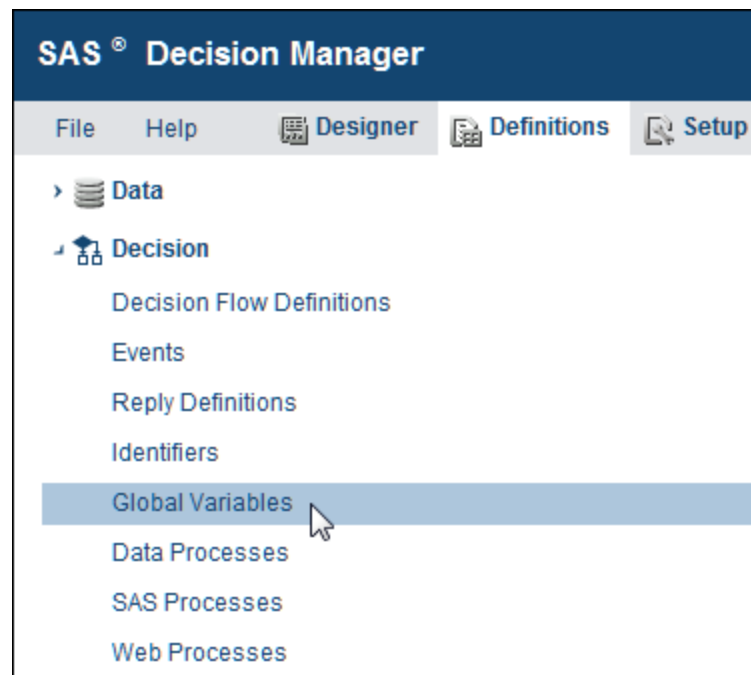 SAS ® Decision Manager
File Help Designer Definitions Setup
Data
Decision
Decision Flow Definitions
Events
Reply Definitions
Identifiers
Global Variables
Data Processes
SAS Processes
Web Processes